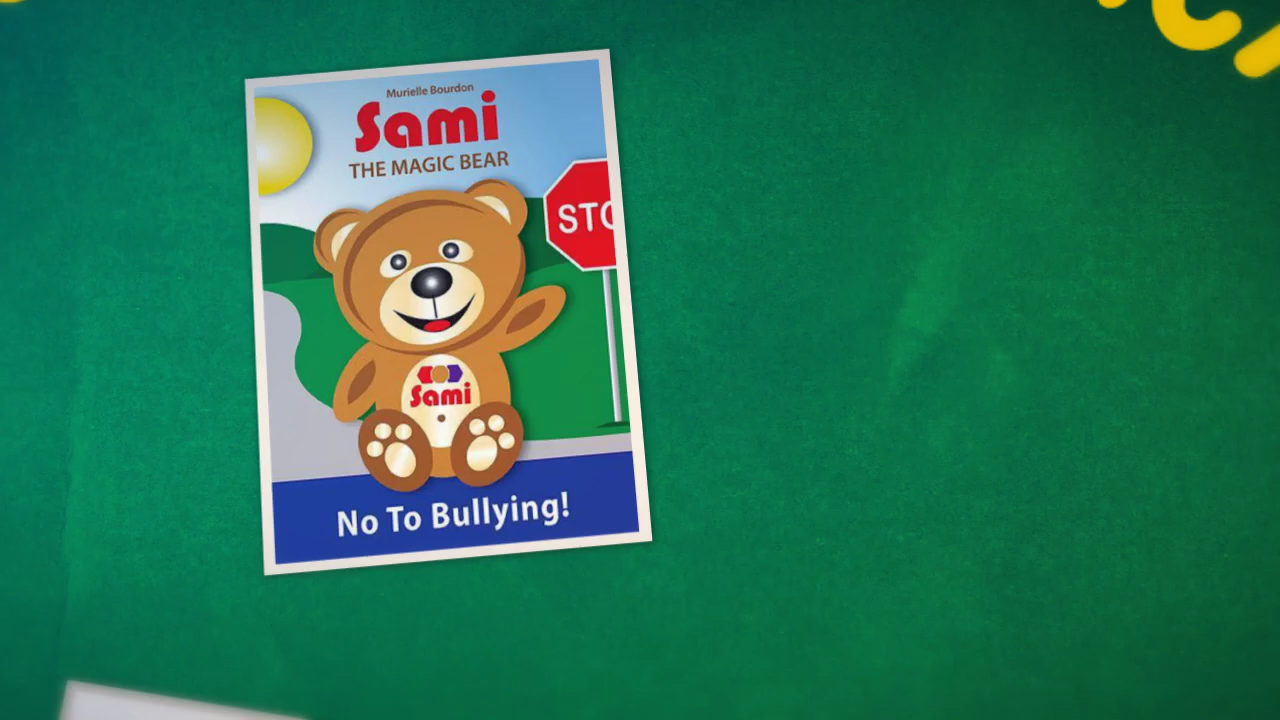 Murielle Bourdon
Sami
THE MAGIC BEAR
STO
Sami
No To Bullying!